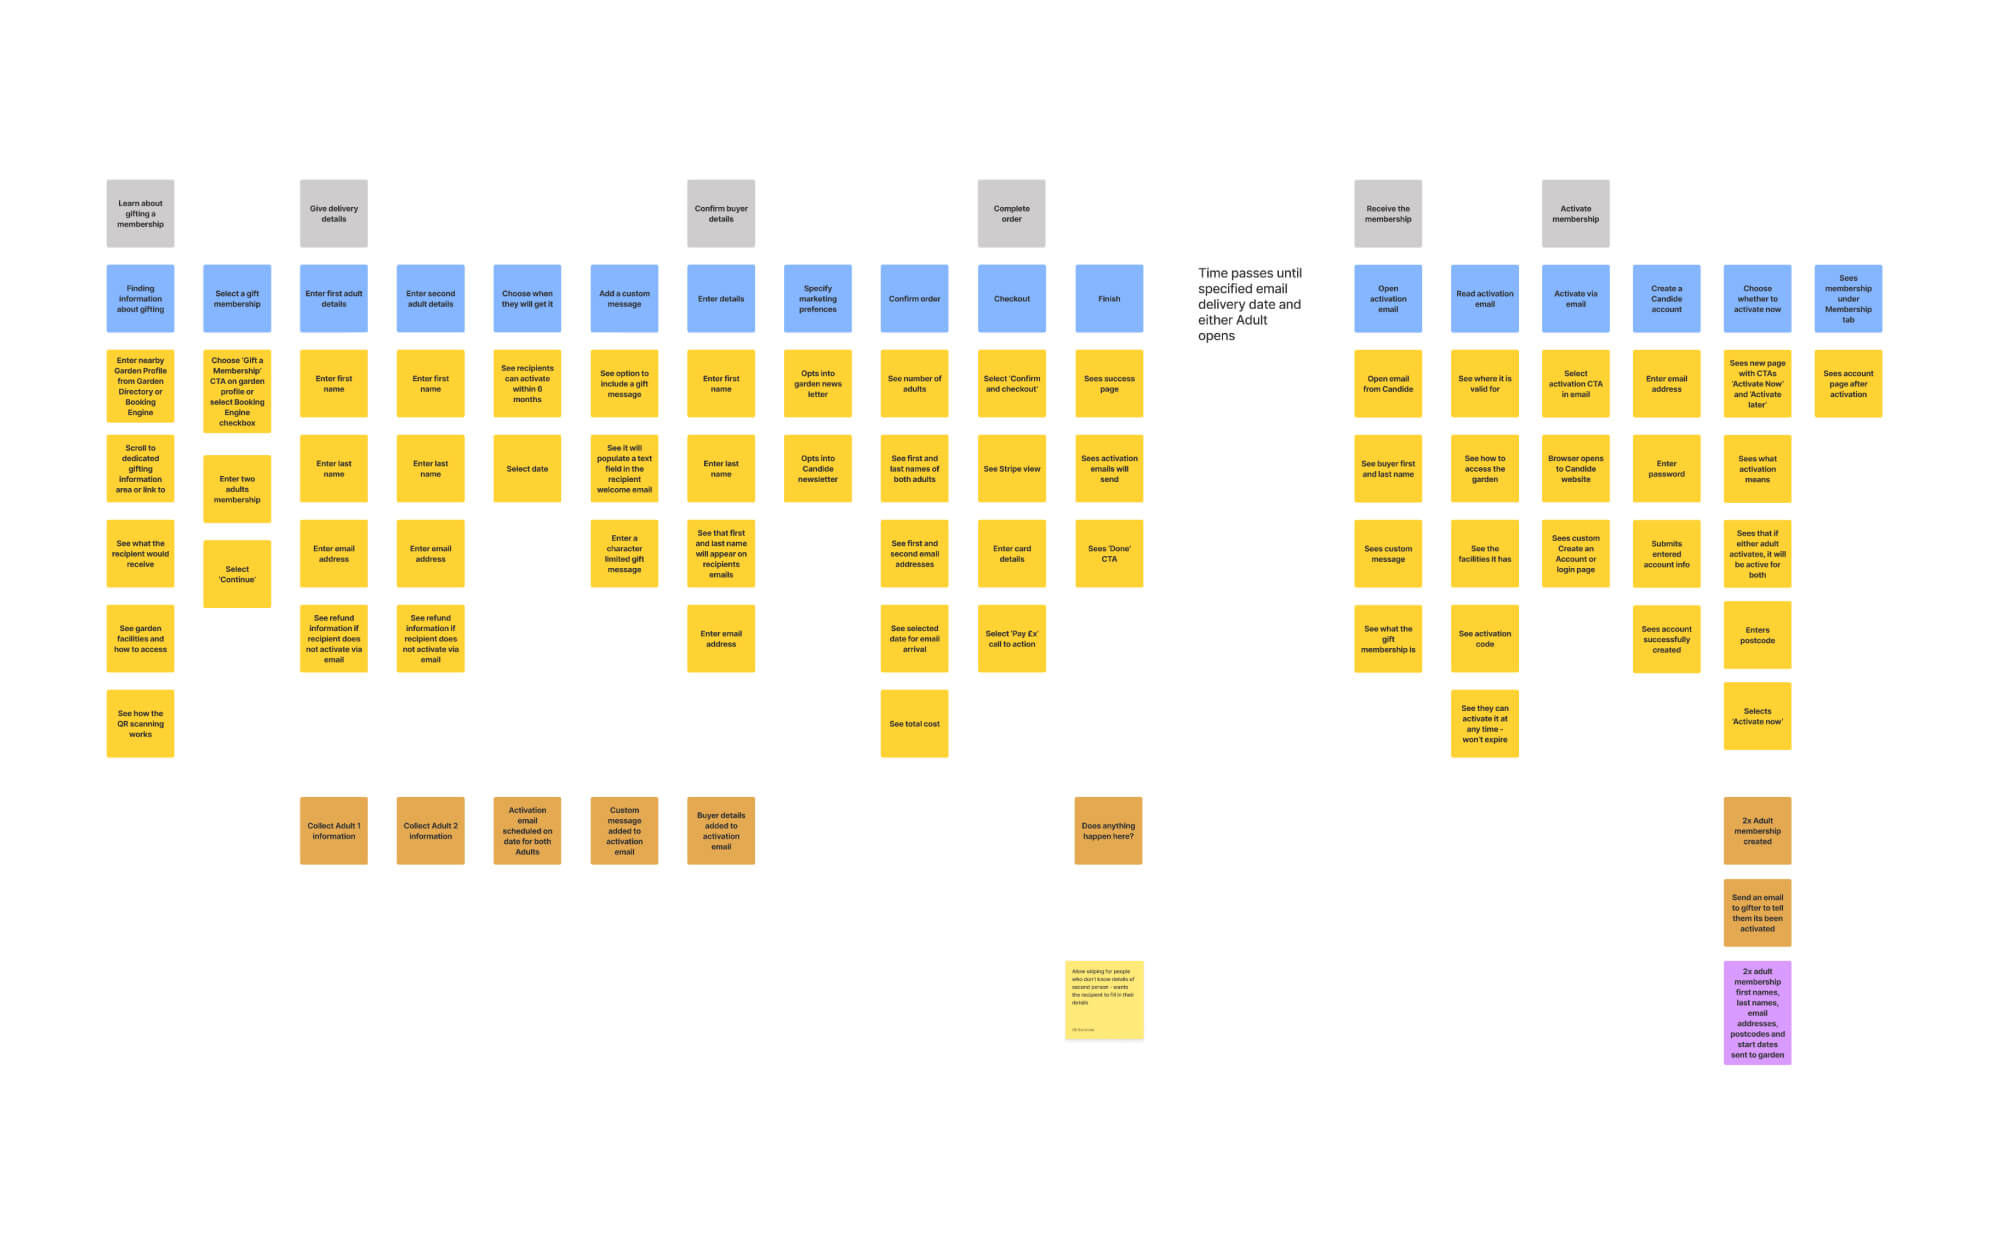 Learn about
gifting a
membership
Give delivery
details
Confirm buyer
details
Complete
order
Receive the
membership
Activate
membership
Finding
information
about gifting
Select a gift
membership
Enter first adult
details
Enter second
adult details
Choose when
they will get it
Add a custom
message
Enter details
Specify
marketing
prefences
Confirm order
Checkout
Finish
Time passes until
specified email
delivery date and
either Adult
opens
Open
activation
email
Read activation
email
Activate via
email
Create a
Candide
account
Choose
whether to
activate now
Sees
membership
under
Membership
tab
Enter nearby
Garden Profile
from Garden
Directory or
Booking
Engine
Choose 'Gift a
Membership'
CTA on garden
profile or
select Booking
Engine
checkbox
Enter first
name
Enter first
name
See recipients
can activate
within 6
months
See option to
include a gift
message
Enter first
name
Opts into
garden news
letter
See number of
adults
Select 'Confirm
and checkout'
Sees success
page
Open email
from Candide
See where it is
valid for
Select
activation CTA
in email
Enter email
address
Sees new page
with CTAs
'Activate Now'
and 'Activate
later'
Sees account
page after
activation
Scroll to
dedicated
gifting
information
area or link to
Enter two
adults
membership
Enter last
name
Enter last
name
Select date
See it will
populate a text
field in the
recipient
welcome email
Enter last
name
Opts into
Candide
newsletter
See first and
last names of
both adults
See Stripe view
Sees activation
emails will
send
See buyer first
and last name
See how to
access the
garden
Browser opens
to Candide
website
Enter
password
Sees what
activation
means
See what the
recipient would
receive
Select
'Continue'
Enter email
address
Enter email
address
Enter a
character
limited gift
message
See that first
and last name
will appear on
recipients
emails
See first and
second email
addresses
Enter card
details
Sees 'Done'
CTA
Sees custom
message
See the
facilities it has
Sees custom
Create an
Account or
login page
Submits
entered
account info
Sees that if
either adult
activates, it will
be active for
both
See garden
facilities and
how to access
See refund
information if
recipient does
not activate via
email
See refund
information if
recipient does
not activate via
email
Enter email
address
See selected
date for email
arrival
Select 'Pay £x'
call to action
See what the
gift
membership is
See activation
code
Sees account
successfully
created
Enters
postcode
See how the
QR scanning
works
See total cost
See they can
activate it at
any time -
won't expire
Selects
'Activate now'
Collect Adult 1
information
Collect Adult 2
information
Activation
email
scheduled on
date for both
Adults
Custom
message
added to
activation
email
Buyer details
added to
activation
email
Does anything
happen here?
2x Adult
membership
created
Send an email
to gifter to tell
them its been
activated
Allow skiping for people
who don't know details of
second person - wants
the recipient to fill in their
details
2x adult
membership
first names,
last names,
email
addresses,
postcodes and
start dates
sent to garden